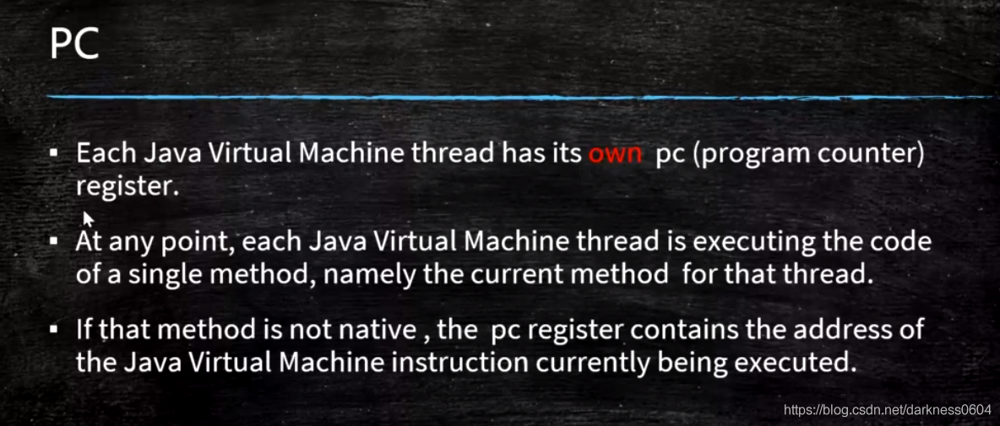 PC
▪ Each Java Virtual Machine thread has its own pc (program counter)
register.
▪ At any point, each Java Virtual Machine thread is executing the code
of a single method, namely the current method for that thread.
▪ If that method is not native , the pc register contains the address of
the Java Virtual Machine instruction currently being executed.
https://blog.csdn.net/darkness0604